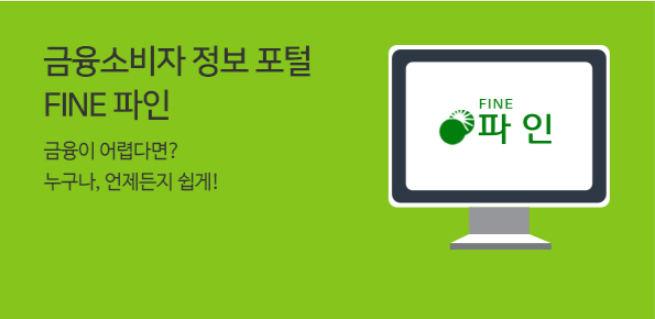 금융소비자 정보 포털
FINE 파인
금융이 어렵다면?
누구나, 언제든지 쉽게!
FINE
파인